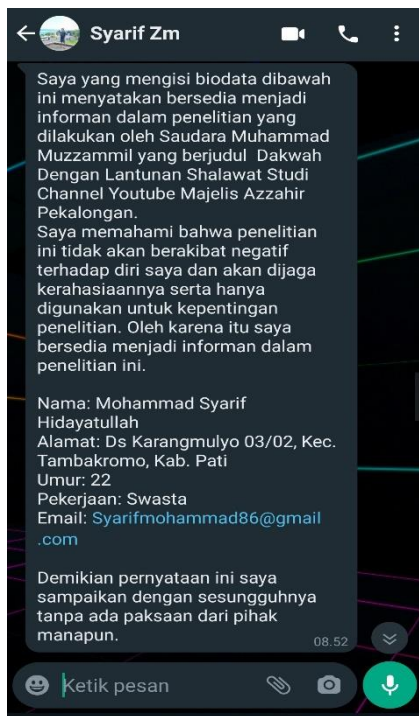 Syarif Zm
Saya yang mengisi biodata dibawah
ini menyatakan bersedia menjadi
informan dalam penelitian yang
dilakukan oleh Saudara Muhammad
Muzzammil yang berjudul Dakwah
Dengan Lantunan Shalawat Studi
Channel Youtube Majelis Azzahir
Pekalongan.
Saya memahami bahwa penelitian
ini tidak akan berakibat negatif
terhadap diri saya dan akan dijaga
kerahasiaannya serta hanya
digunakan untuk kepentingan
penelitian. Oleh karena itu saya
bersedia menjadi informan dalam
penelitian ini.
Nama: Mohammad Syarif
Hidayatullah
Alamat: Ds Karangmulyo 03/02, Kec.
Tambakromo, Kab. Pati
Umur: 22
Pekerjaan: Swasta
Email: Syarifmohammad86@gmail
.com
Demikian pernyataan ini saya
sampaikan dengan sesungguhnya
tanpa ada paksaan dari pihak
manapun.
08.52
Ketik pesan